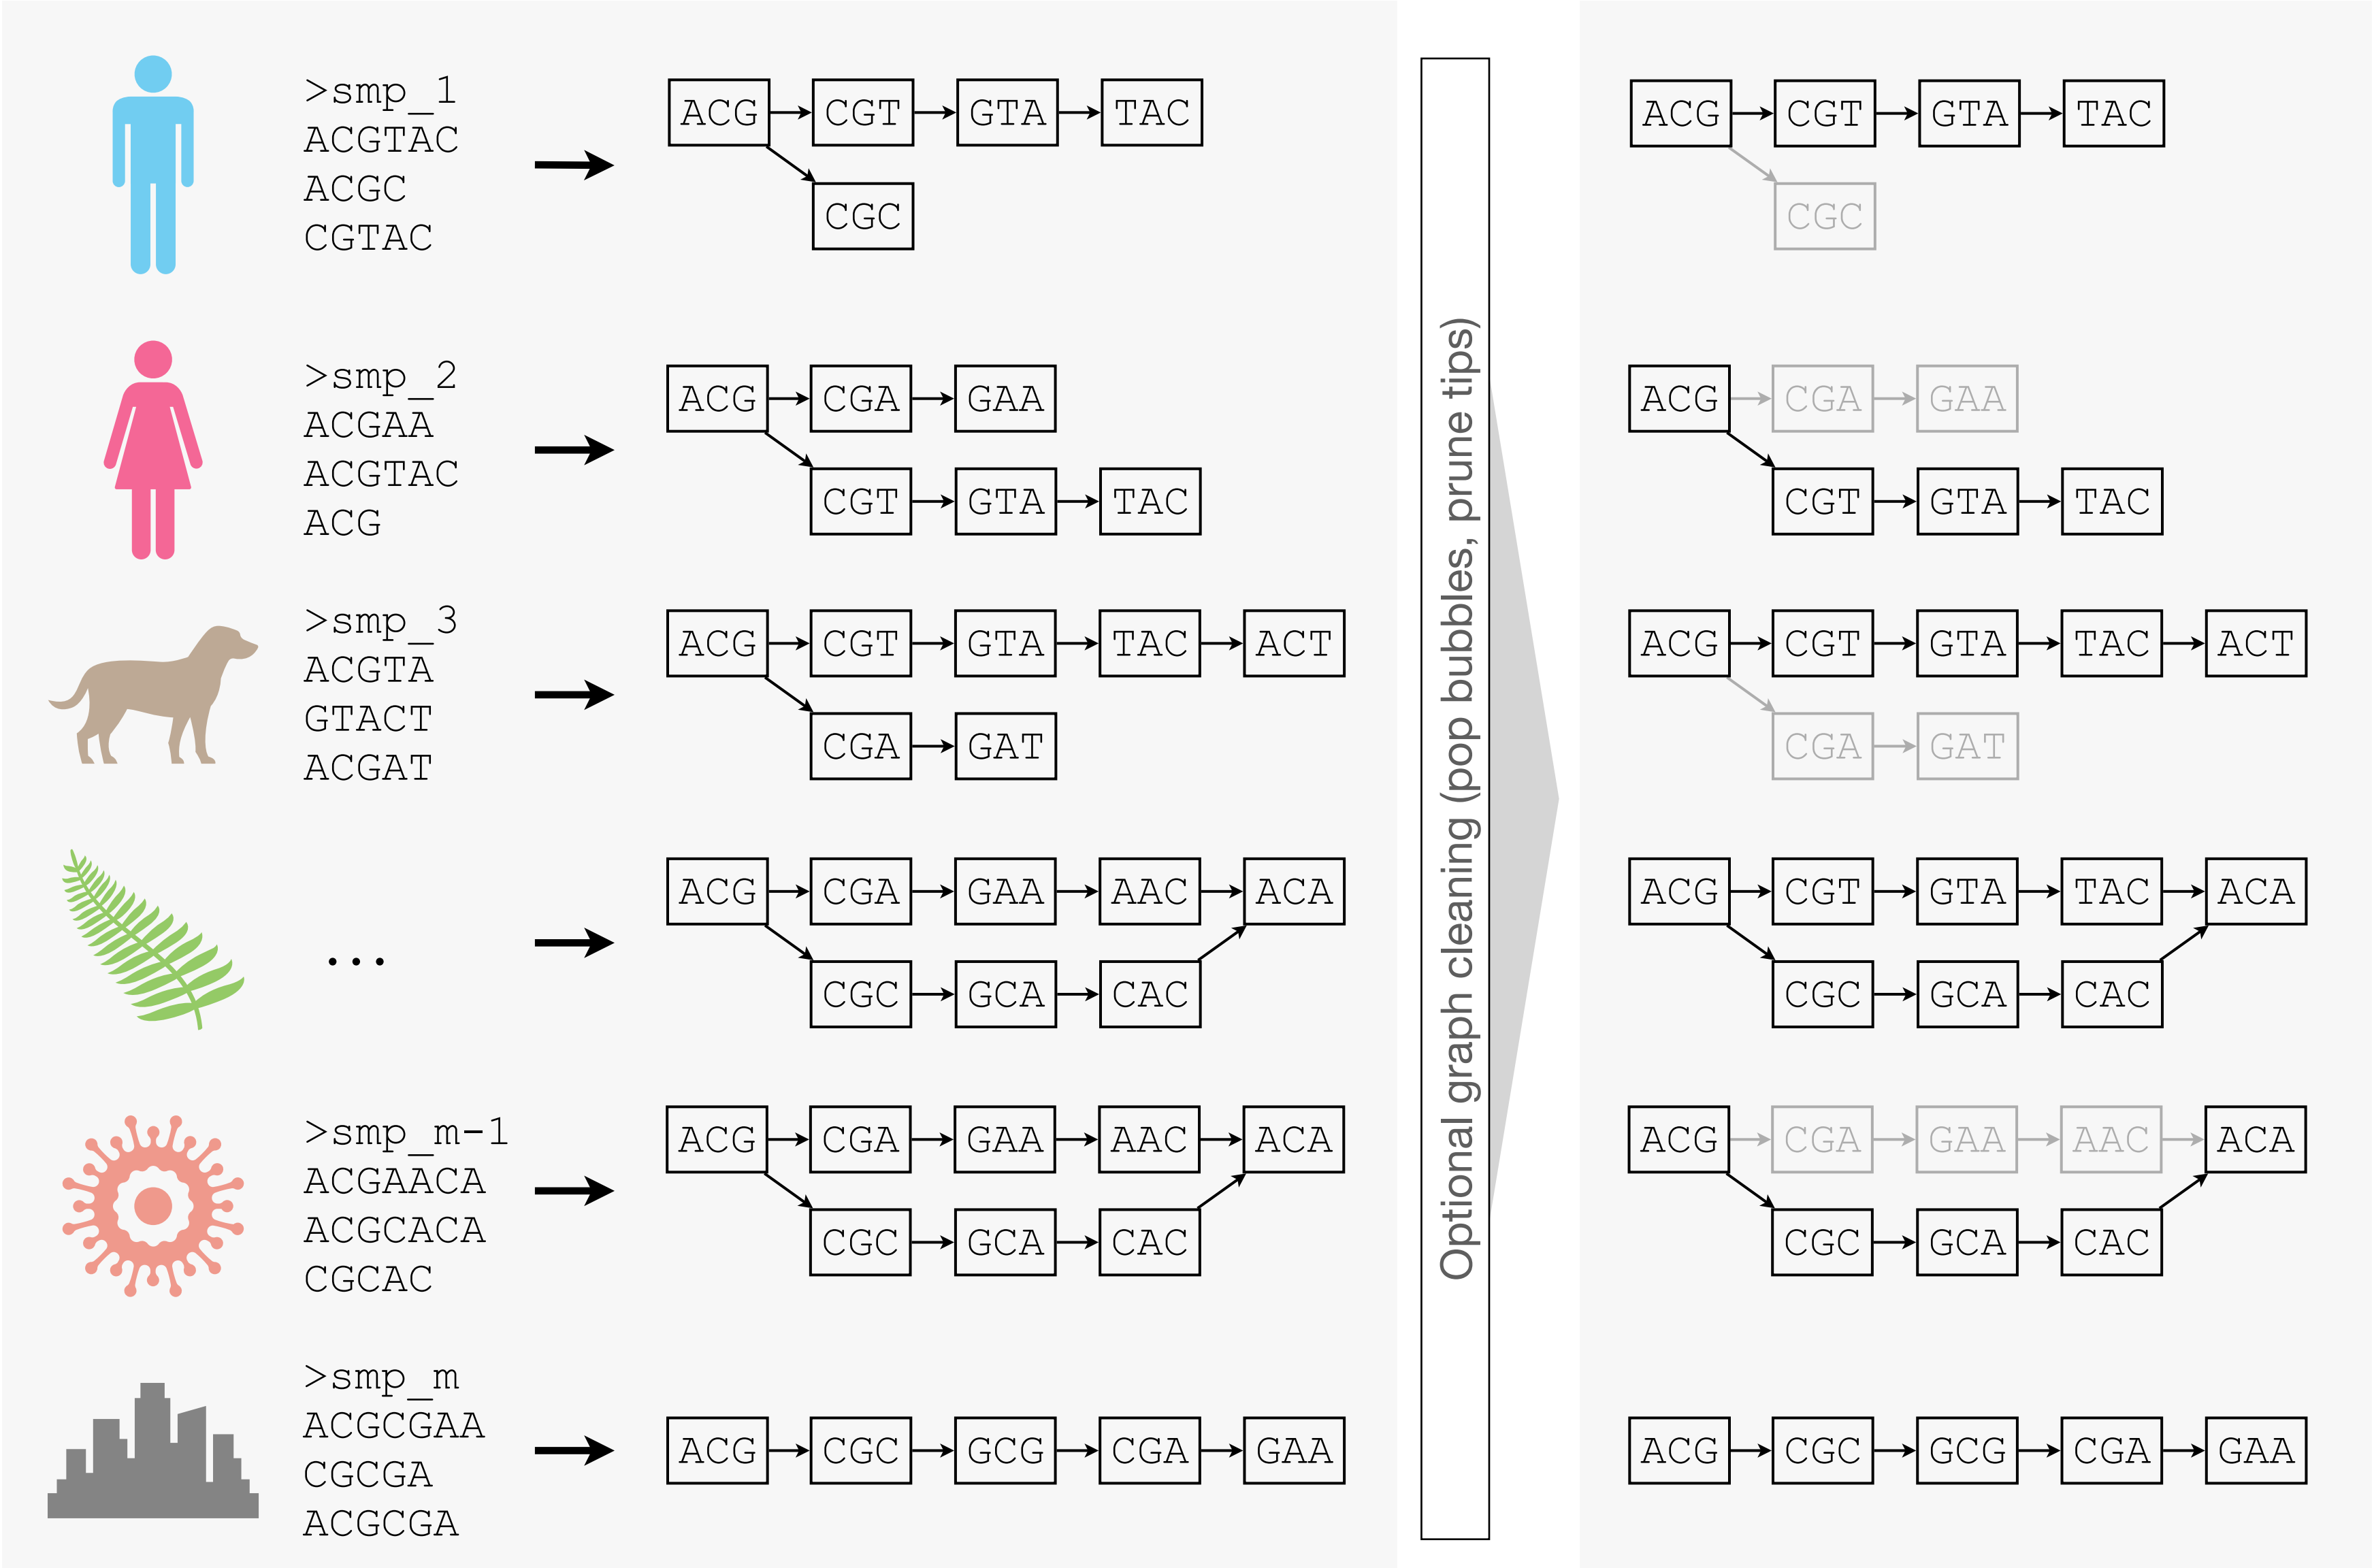 >smp_1
ACGTAC
ACGC
CGTAC
ACG CGT GTA TAC
CGC
>smp_2
ACGAA
ACGTAC
ACG
ACG CGA GAA
CGT GTA TAC
>smp_3
ACGTA
GTACT
ACGAT
ACG CGT GTA TAC ACT
CGA GAT
...
ACG CGA GAA AAC ACA
CGC GCA CAC
>smp_m-1
ACGAACA
ACGCACA
CGCAC
ACG CGA GAA AAC ACA
CGC GCA CAC
>smp_m
ACGCGAA
CGCGA
ACGCGA
ACG CGC GCG CGA GAA
Optional graph cleaning (pop bubbles, prune tips)
ACG CGT GTA TAC
CGC
ACG CGA GAA
CGT GTA TAC
ACG CGT GTA TAC ACT
CGA GAT
ACG CGT GTA TAC ACA
CGC GCA CAC
ACG CGA GAA AAC ACA
CGC GCA CAC
ACG CGC GCG CGA GAA